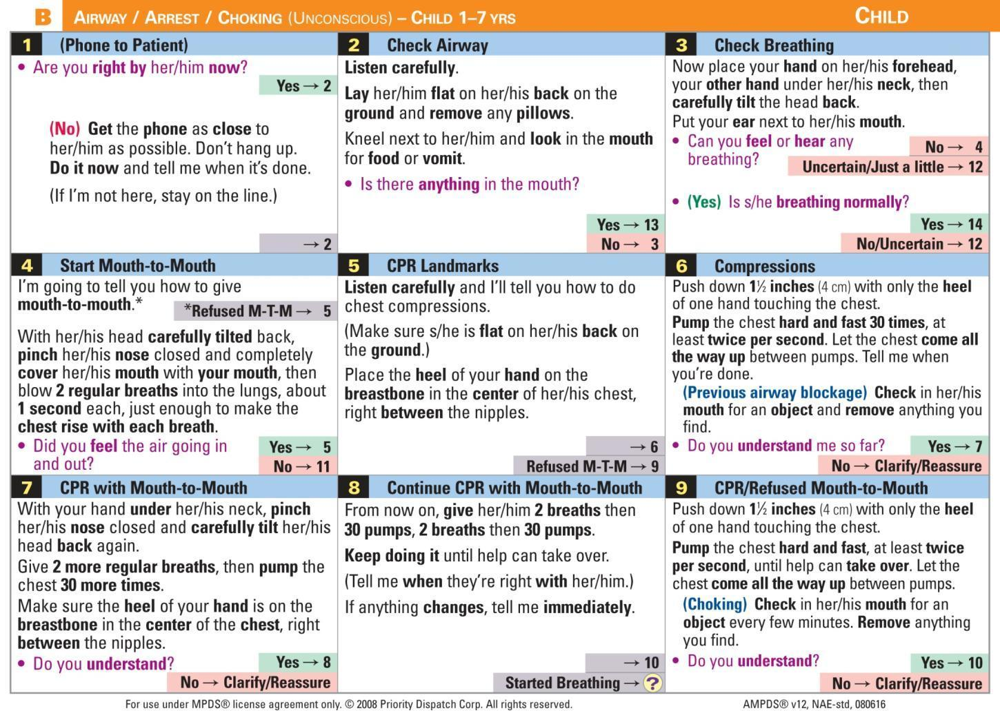 B AIRWAY / ARREST / CHOKING (UNCONSCIOUS) – CHILD 1–7 YRS CHILD
1 (Phone to Patient)
• Are you right by her/him now?
Yes → 2
(No) Get the phone as close to
her/him as possible. Don't hang up.
Do it now and tell me when it's done.
(If I'm not here, stay on the line.)
→ 2
2 Check Airway
Listen carefully.
Lay her/him flat on her/his back on the
ground and remove any pillows.
Kneel next to her/him and look in the mouth
for food or vomit.
• Is there anything in the mouth?
Yes → 13
No → 3
3 Check Breathing
Now place your hand on her/his forehead,
your other hand under her/his neck, then
carefully tilt the head back.
Put your ear next to her/his mouth.
• Can you feel or hear any
breathing?
No → 4
Uncertain/Just a little → 12
• (Yes) Is s/he breathing normally?
Yes → 14
No/Uncertain → 12
4 Start Mouth-to-Mouth
I'm going to tell you how to give
mouth-to-mouth.*
*Refused M-T-M → 5
With her/his head carefully tilted back,
pinch her/his nose closed and completely
cover her/his mouth with your mouth, then
blow 2 regular breaths into the lungs, about
1 second each, just enough to make the
chest rise with each breath.
• Did you feel the air going in
and out?
Yes → 5
No → 11
5 CPR Landmarks
Listen carefully and I'll tell you how to do
chest compressions.
(Make sure s/he is flat on her/his back on
the ground.)
Place the heel of your hand on the
breastbone in the center of her/his chest,
right between the nipples.
→ 6
Refused M-T-M → 9
6 Compressions
Push down 1½ inches (4 cm) with only the heel
of one hand touching the chest.
Pump the chest hard and fast 30 times, at
least twice per second. Let the chest come all
the way up between pumps. Tell me when
you're done.
(Previous airway blockage) Check in her/his
mouth for an object and remove anything you
find.
• Do you understand me so far?
Yes → 7
No → Clarify/Reassure
7 CPR with Mouth-to-Mouth
With your hand under her/his neck, pinch
her/his nose closed and carefully tilt her/his
head back again.
Give 2 more regular breaths, then pump the
chest 30 more times.
Make sure the heel of your hand is on the
breastbone in the center of the chest, right
between the nipples.
• Do you understand?
Yes → 8
No → Clarify/Reassure
8 Continue CPR with Mouth-to-Mouth
From now on, give her/him 2 breaths then
30 pumps, 2 breaths then 30 pumps.
Keep doing it until help can take over.
(Tell me when they're right with her/him.)
If anything changes, tell me immediately.
→ 10
Started Breathing → ?
9 CPR/Refused Mouth-to-Mouth
Push down 1½ inches (4 cm) with only the heel
of one hand touching the chest.
Pump the chest hard and fast, at least twice
per second, until help can take over. Let the
chest come all the way up between pumps.
(Choking) Check in her/his mouth for an
object every few minutes. Remove anything
you find.
• Do you understand?
Yes → 10
No → Clarify/Reassure
For use under MPDS® license agreement only. © 2008 Priority Dispatch Corp. All rights reserved.
AMPDS® v12, NAE-std, 080616